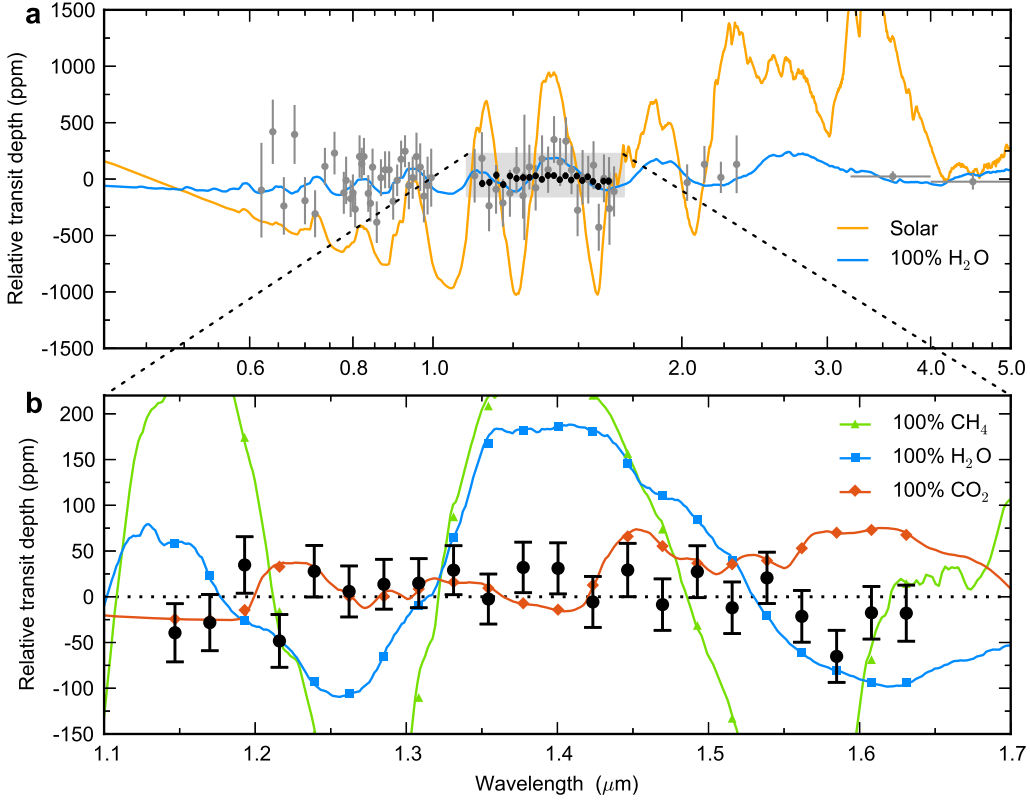 a
Relative transit depth (ppm)
1500
1000
500
0
-500
-1000
-1500
Solar
100% H₂O
0.6
0.8
1.0
2.0
3.0
4.0
5.0
b
Relative transit depth (ppm)
200
150
100
50
0
-50
-100
-150
100% CH₄
100% H₂O
100% CO₂
1.1
1.2
1.3
1.4
1.5
1.6
1.7
Wavelength (μm)